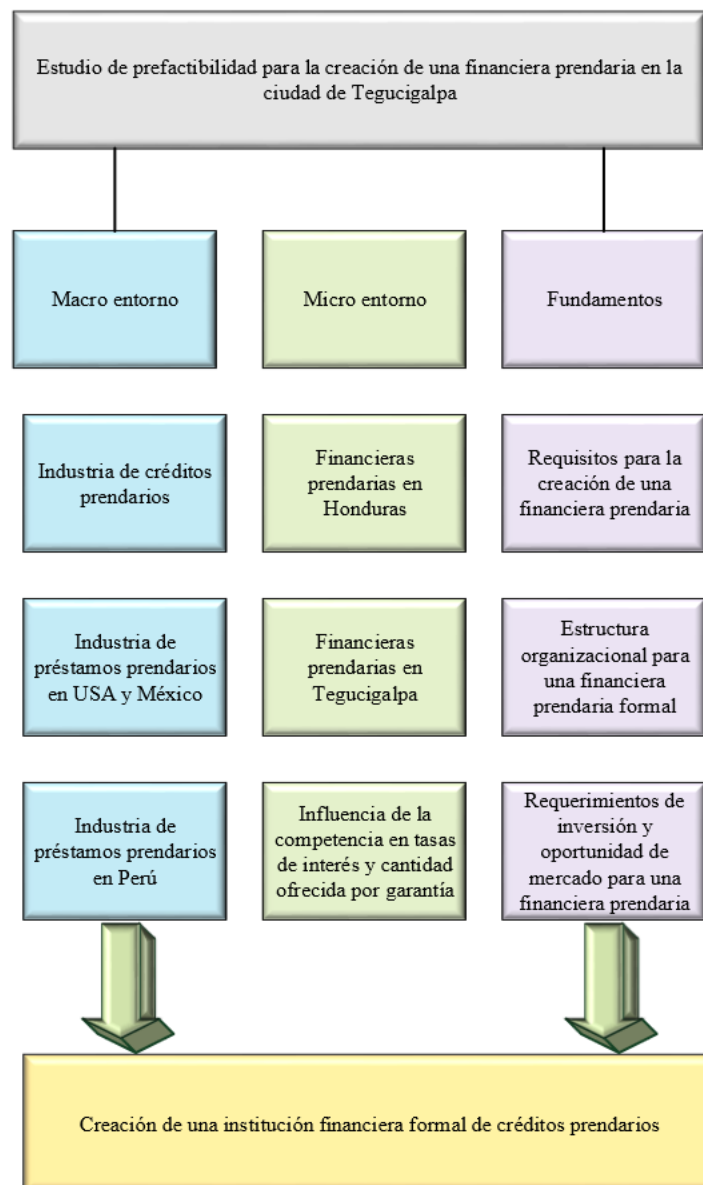 Estudio de prefactibilidad para la creación de una financiera prendaria en la
ciudad de Tegucigalpa
Macro entorno
Micro entorno
Fundamentos
Industria de créditos
prendarios
Financieras
prendarias en
Honduras
Requisitos para la
creación de una
financiera prendaria
Industria de
préstamos prendarios
en USA y México
Financieras
prendarias en
Tegucigalpa
Estructura
organizacional para
una financiera
prendaria formal
Industria de
préstamos prendarios
en Perú
Influencia de la
competencia en tasas
de interés y cantidad
ofrecida por garantía
Requerimientos de
inversión y
oportunidad de
mercado para una
financiera prendaria
Creación de una institución financiera formal de créditos prendarios